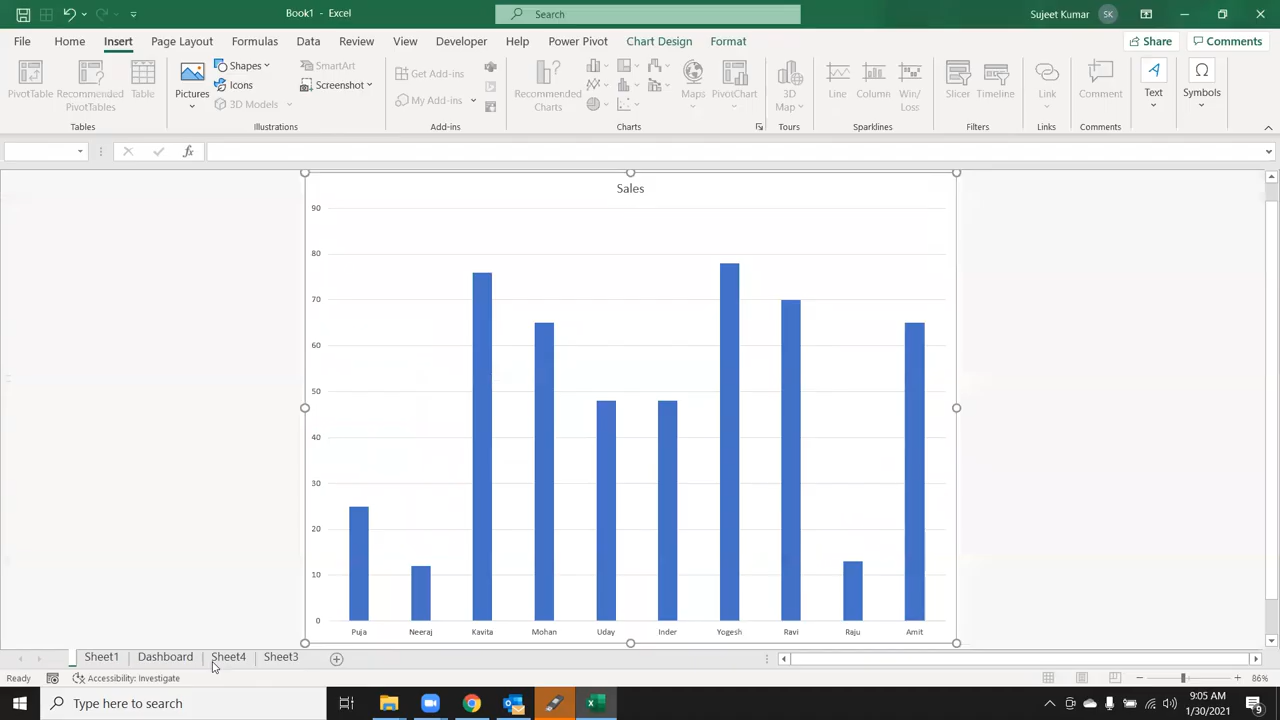 Book1 - Excel
Search
Sujeet Kumar
SK
File
Home
Insert
Page Layout
Formulas
Data
Review
View
Developer
Help
Power Pivot
Chart Design
Format
Share
Comments
PivotTable
Recommended
PivotTables
Table
Pictures
Shapes
Icons
3D Models
SmartArt
Screenshot
Get Add-ins
My Add-ins
Recommended
Charts
Maps
PivotChart
3D
Map
Line
Column
Win/
Loss
Slicer
Timeline
Link
Comment
Text
Symbols
Tables
Illustrations
Add-ins
Charts
Tours
Sparklines
Filters
Links
Comments
fx
Sales
90
80
70
60
50
40
30
20
10
0
Puja
Neeraj
Kavita
Mohan
Uday
Inder
Yogesh
Ravi
Raju
Amit
Sheet1
Dashboard
Sheet4
Sheet3
Ready
Accessibility: Investigate
86%
Type here to search
9:05 AM
1/30/2021